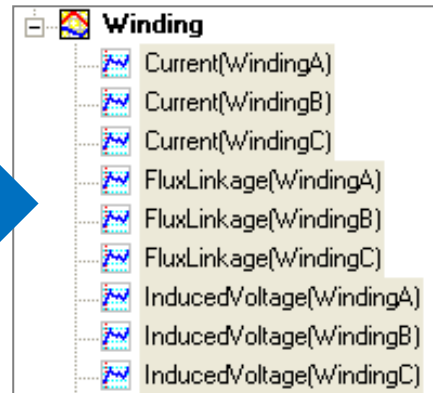 Winding
Current(WindingA)
Current(WindingB)
Current(WindingC)
FluxLinkage(WindingA)
FluxLinkage(WindingB)
FluxLinkage(WindingC)
InducedVoltage(WindingA)
InducedVoltage(WindingB)
InducedVoltage(WindingC)